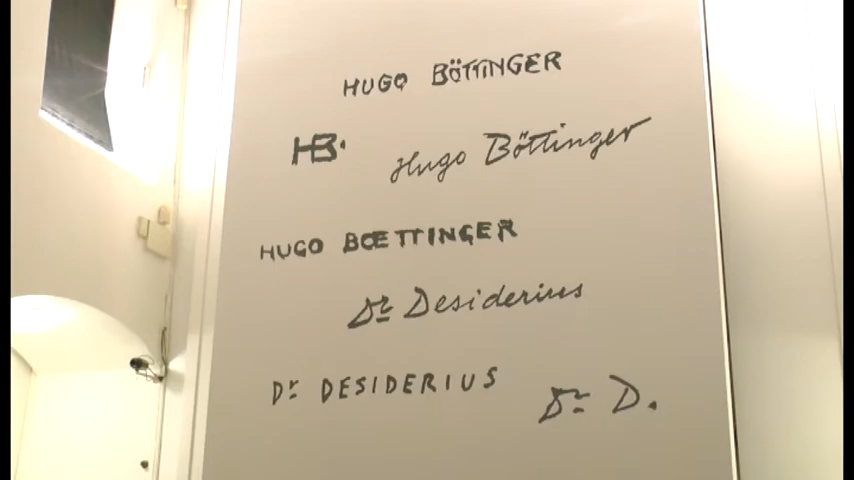 HUGO BÖTTINGER
HB.
Hugo Böttinger
HUGO BOETTINGER
Dr Desiderius
Dr DESIDERIUS
Dr D.